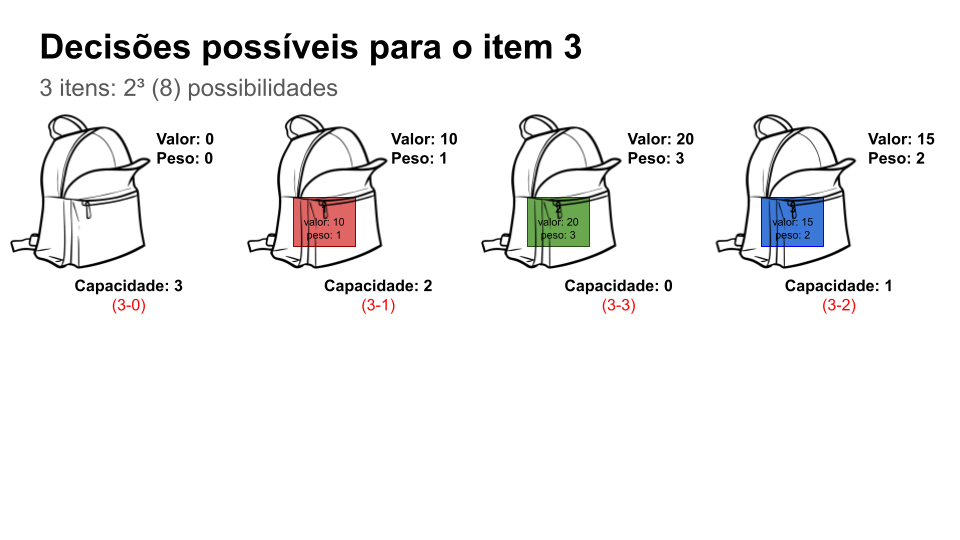 Decisões possíveis para o item 3
3 itens: 2³ (8) possibilidades
Valor: 0
Peso: 0
Valor: 10
Peso: 1
Valor: 20
Peso: 3
Valor: 15
Peso: 2
1
valor: 10
peso: 1
2
valor: 20
peso: 3
3
valor: 15
peso: 2
Capacidade: 3
(3-0)
Capacidade: 2
(3-1)
Capacidade: 0
(3-3)
Capacidade: 1
(3-2)